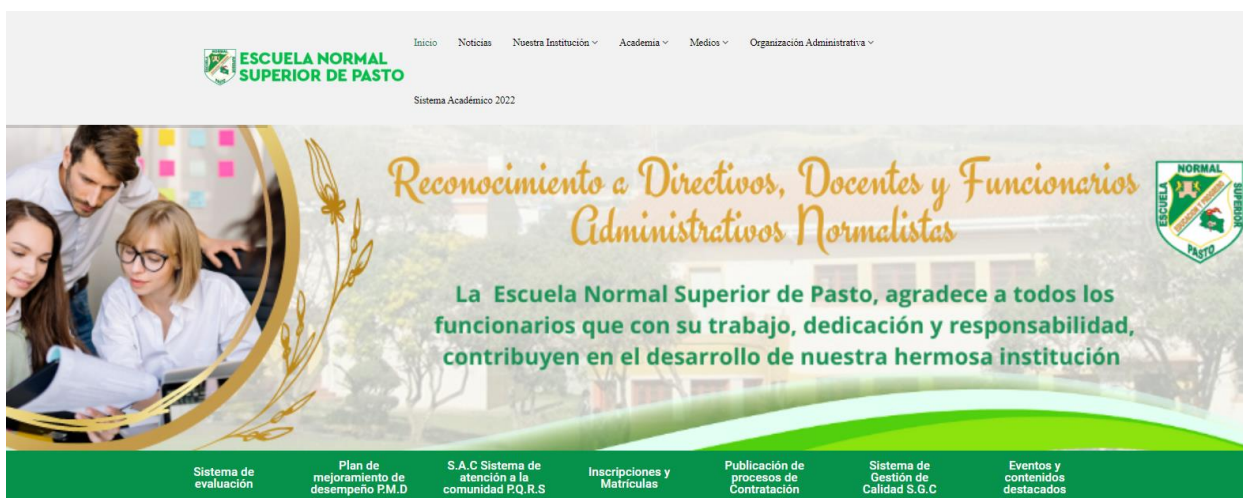 Inicio Noticias Nuestra Institución Academia Medios Organización Administrativa
ESCUELA NORMAL
SUPERIOR DE PASTO
Sistema Académico 2022
Reconocimiento a Directivos, Docentes y Funcionarios
Administrativos Normalistas
La Escuela Normal Superior de Pasto, agradece a todos los
funcionarios que con su trabajo, dedicación y responsabilidad,
contribuyen en el desarrollo de nuestra hermosa institución
NORMAL
ESCUELA
SUPERIOR
EDUCACION Y PROGRESO
PASTO
Sistema de
evaluación
Plan de
mejoramiento de
desempeño P.M.D
S.A.C Sistema de
atención a la
comunidad P.Q.R.S
Inscripciones y
Matrículas
Publicación de
procesos de
Contratación
Sistema de
Gestión de
Calidad S.G.C
Eventos y
contenidos
destacados